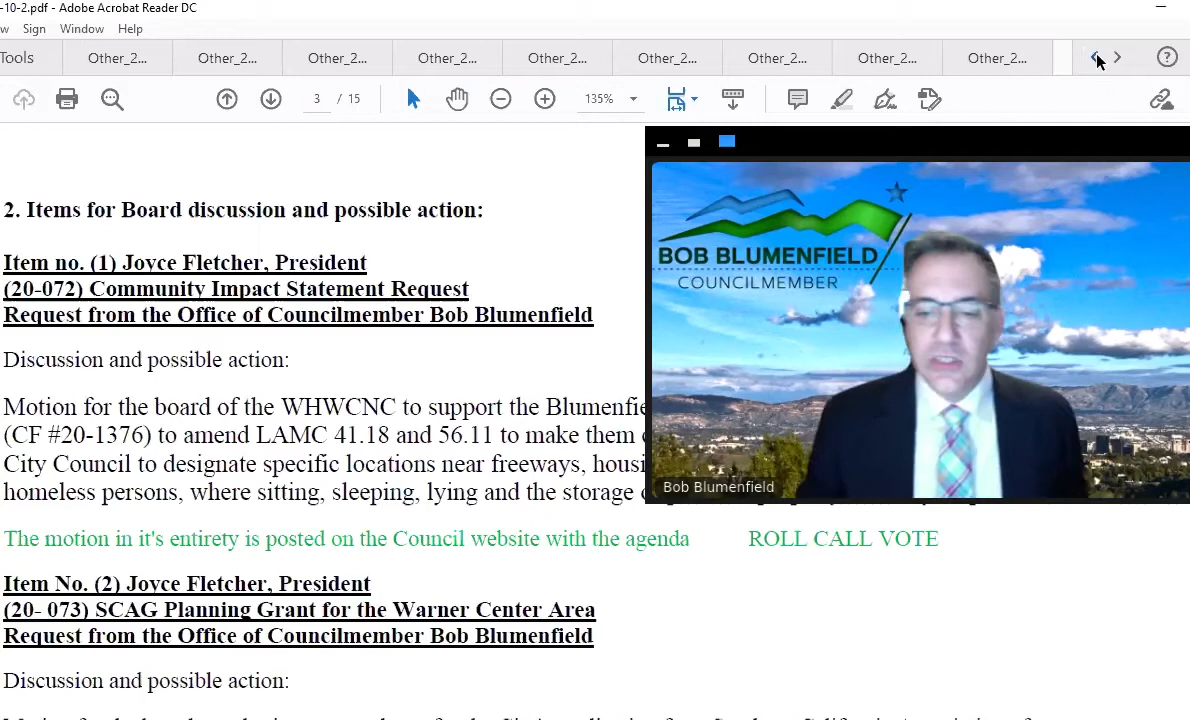 -10-2.pdf - Adobe Acrobat Reader DC
w Sign Window Help
Tools Other_2... Other_2... Other_2... Other_2... Other_2... Other_2... Other_2... Other_2... Other_2...
3 / 15 135%
2. Items for Board discussion and possible action:
Item no. (1) Joyce Fletcher, President
(20-072) Community Impact Statement Request
Request from the Office of Councilmember Bob Blumenfield
Discussion and possible action:
Motion for the board of the WHWCNC to support the Blumenfie
(CF #20-1376) to amend LAMC 41.18 and 56.11 to make them
City Council to designate specific locations near freeways, housi
homeless persons, where sitting, sleeping, lying and the storage
BOB BLUMENFIELD
COUNCILMEMBER
Bob Blumenfield
The motion in it's entirety is posted on the Council website with the agenda ROLL CALL VOTE
Item No. (2) Joyce Fletcher, President
(20- 073) SCAG Planning Grant for the Warner Center Area
Request from the Office of Councilmember Bob Blumenfield
Discussion and possible action: